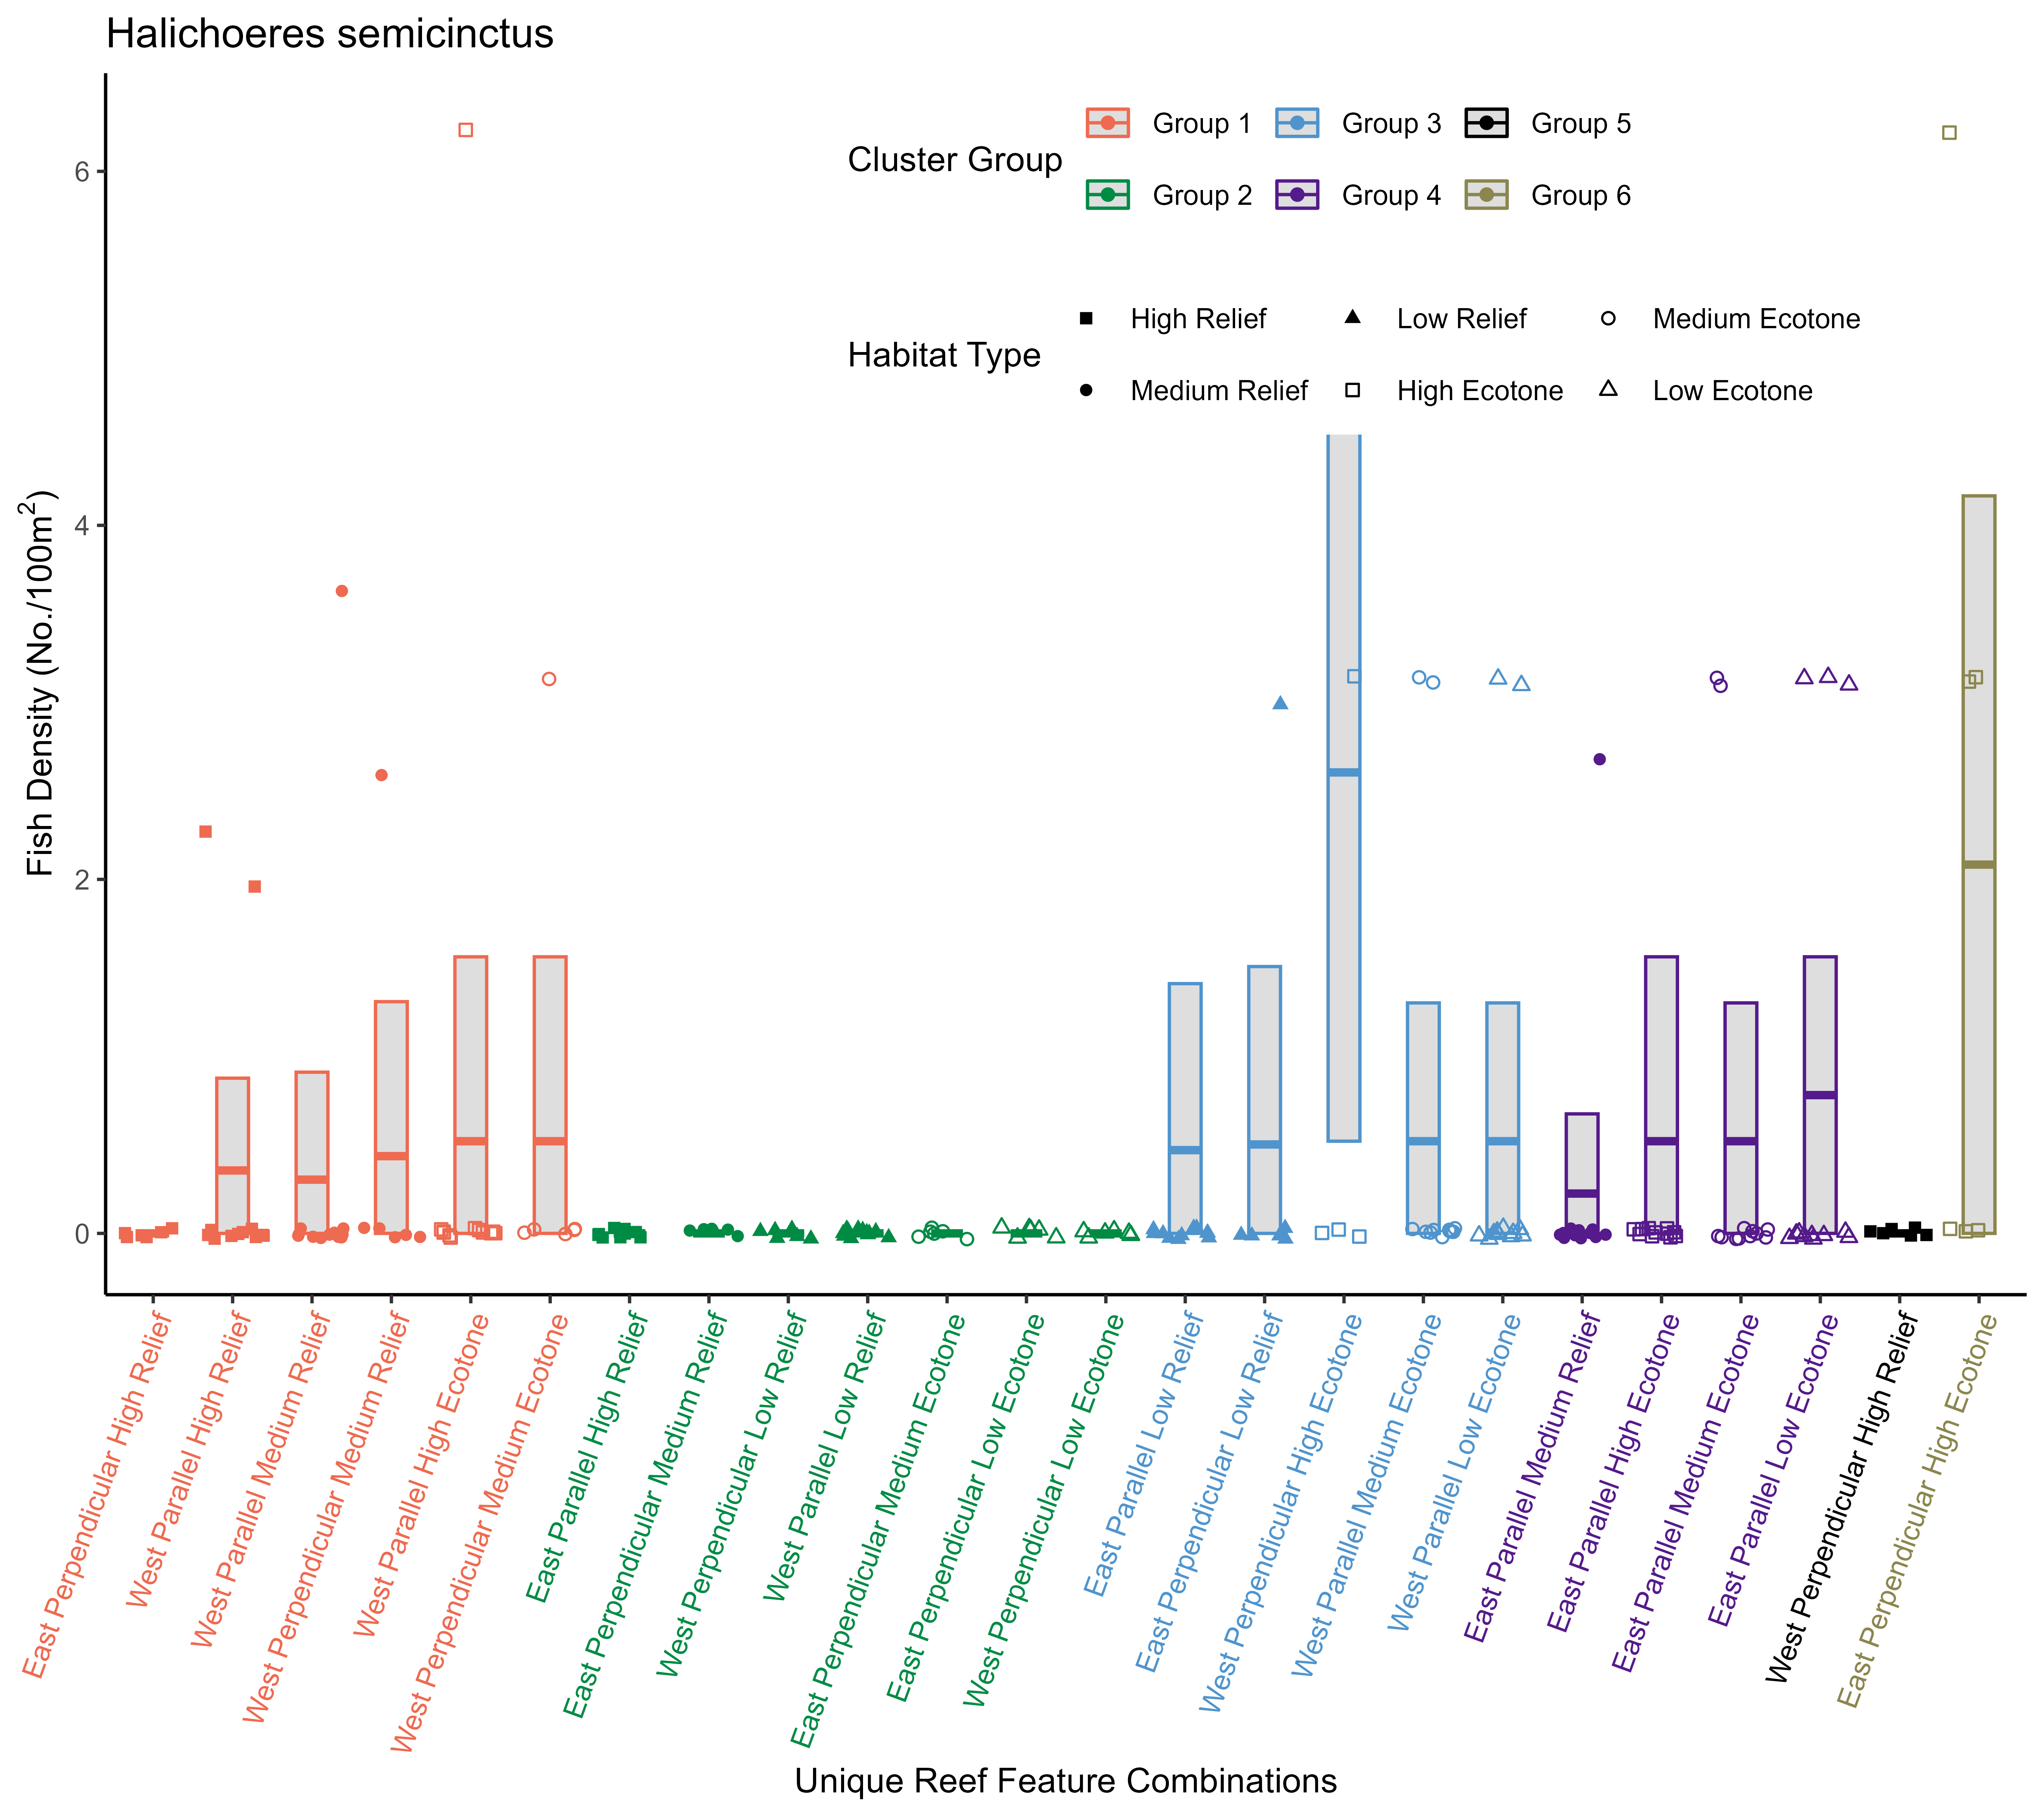 Halichoeres semicinctus
Cluster Group
Group 1
Group 3
Group 5
Group 2
Group 4
Group 6
Habitat Type
High Relief
Low Relief
Medium Ecotone
Medium Relief
High Ecotone
Low Ecotone
Fish Density (No./100m²)
6
4
2
0
East Perpendicular High Relief
West Parallel High Relief
West Parallel Medium Relief
West Perpendicular Medium Relief
West Parallel High Ecotone
West Perpendicular Medium Ecotone
East Parallel High Relief
East Perpendicular Medium Relief
West Perpendicular Low Relief
West Parallel Low Relief
East Perpendicular Medium Ecotone
East Perpendicular Low Ecotone
West Perpendicular Low Ecotone
East Parallel Low Relief
East Perpendicular Low Relief
West Perpendicular High Ecotone
West Parallel Medium Ecotone
West Parallel Low Ecotone
East Parallel Medium Relief
East Parallel High Ecotone
East Parallel Medium Ecotone
East Parallel Low Ecotone
West Perpendicular High Relief
East Perpendicular High Ecotone
Unique Reef Feature Combinations